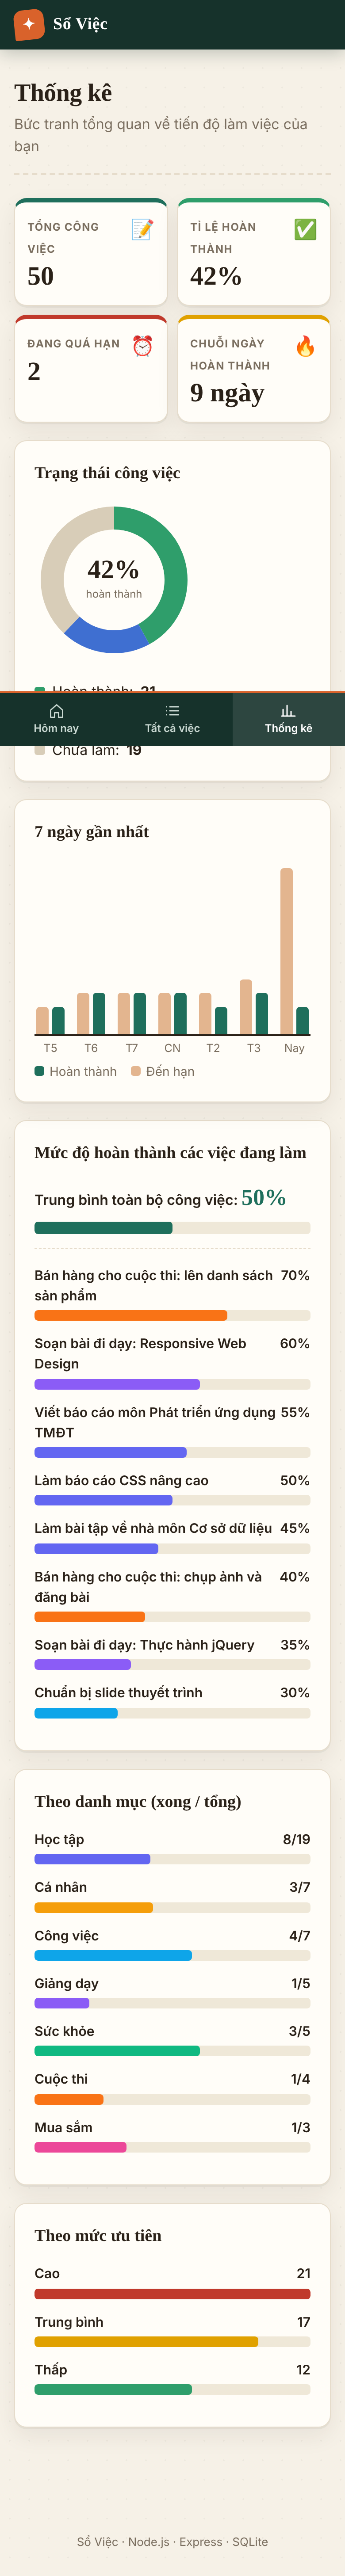 Sổ Việc
Thống kê
Bức tranh tổng quan về tiến độ làm việc của
bạn
TỔNG CÔNG
VIỆC
50
TỈ LỆ HOÀN
THÀNH
42%
ĐANG QUÁ HẠN
2
CHUỖI NGÀY
HOÀN THÀNH
9 ngày
Trạng thái công việc
42%
hoàn thành
Hoàn thành: 21
Hôm nay
Tất cả việc
Thống kê
Chưa làm: 19
7 ngày gần nhất
T5 T6 T7 CN T2 T3 Nay
Hoàn thành Đến hạn
Mức độ hoàn thành các việc đang làm
Trung bình toàn bộ công việc: 50%
Bán hàng cho cuộc thi: lên danh sách 70%
sản phẩm
Soạn bài đi dạy: Responsive Web 60%
Design
Viết báo cáo môn Phát triển ứng dụng 55%
TMĐT
Làm báo cáo CSS nâng cao 50%
Làm bài tập về nhà môn Cơ sở dữ liệu 45%
Bán hàng cho cuộc thi: chụp ảnh và 40%
đăng bài
Soạn bài đi dạy: Thực hành jQuery 35%
Chuẩn bị slide thuyết trình 30%
Theo danh mục (xong / tổng)
Học tập 8/19
Cá nhân 3/7
Công việc 4/7
Giảng dạy 1/5
Sức khỏe 3/5
Cuộc thi 1/4
Mua sắm 1/3
Theo mức ưu tiên
Cao 21
Trung bình 17
Thấp 12
Sổ Việc · Node.js · Express · SQLite